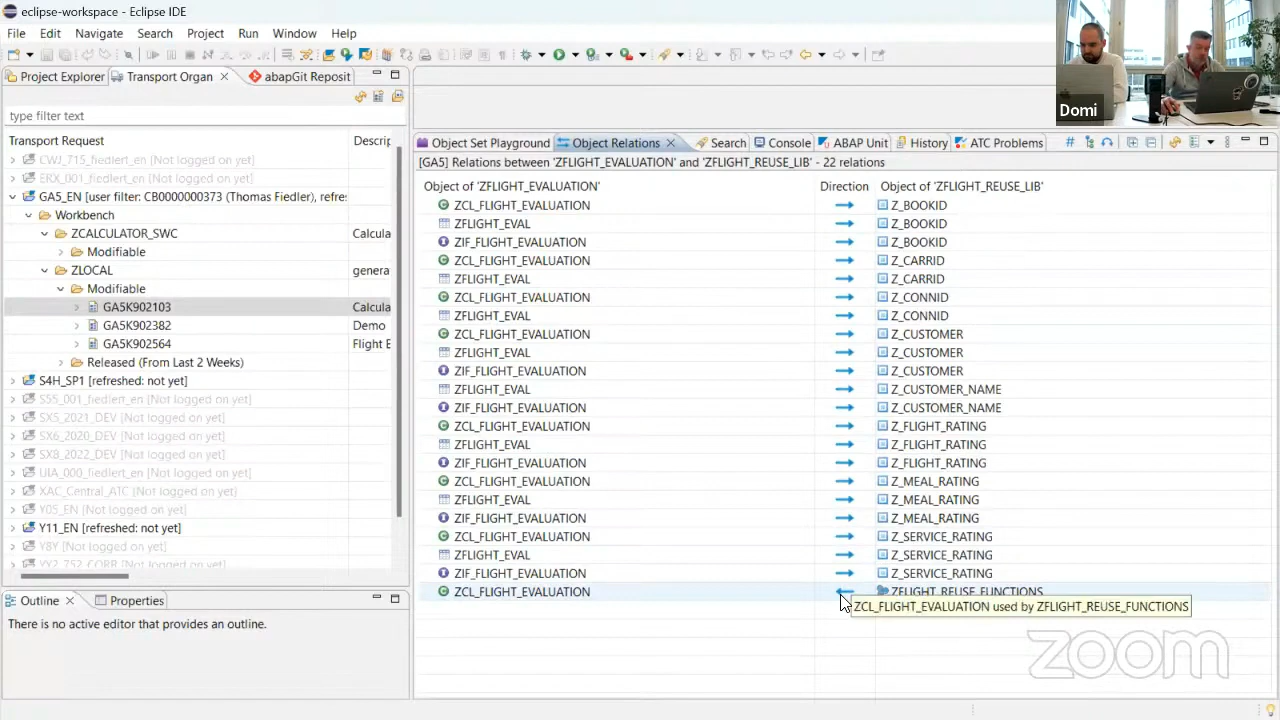 eclipse-workspace - Eclipse IDE
File Edit Navigate Search Project Run Window Help
Project Explorer Transport Organ abapGit Reposit
type filter text
Transport Request Descrip
CWJ_715_fiedlert_en [Not logged on yet]
ERX_001_fiedlert_en [Not logged on yet]
GA5_EN [user filter: CB0000000373 (Thomas Fiedler), refres
Workbench
ZCALCULATOR_SWC Calcula
Modifiable
ZLOCAL genera
Modifiable
GA5K902103 Calcula
GA5K902382 Demo
GA5K902564 Flight E
Released (From Last 2 Weeks)
S4H_SP1 [refreshed: not yet]
S55_001_fiedlert_en [Not logged on yet]
SX5_2021_DEV [Not logged on yet]
SX6_2020_DEV [Not logged on yet]
SX8_2022_DEV [Not logged on yet]
UIA_000_fiedlert_en [Not logged on yet]
XAC_Central_ATC [Not logged on yet]
Y05_EN [Not logged on yet]
Y11_EN [refreshed: not yet]
Y8Y [Not logged on yet]
YY2_752_CORR [Not logged on yet]
Outline Properties
There is no active editor that provides an outline.
Domi
Object Set Playground Object Relations Search Console ABAP Unit History ATC Problems
[GA5] Relations between 'ZFLIGHT_EVALUATION' and 'ZFLIGHT_REUSE_LIB' - 22 relations
Object of 'ZFLIGHT_EVALUATION' Direction Object of 'ZFLIGHT_REUSE_LIB'
ZCL_FLIGHT_EVALUATION Z_BOOKID
ZFLIGHT_EVAL Z_BOOKID
ZIF_FLIGHT_EVALUATION Z_BOOKID
ZCL_FLIGHT_EVALUATION Z_CARRID
ZFLIGHT_EVAL Z_CARRID
ZCL_FLIGHT_EVALUATION Z_CONNID
ZFLIGHT_EVAL Z_CONNID
ZCL_FLIGHT_EVALUATION Z_CUSTOMER
ZFLIGHT_EVAL Z_CUSTOMER
ZIF_FLIGHT_EVALUATION Z_CUSTOMER
ZFLIGHT_EVAL Z_CUSTOMER_NAME
ZIF_FLIGHT_EVALUATION Z_CUSTOMER_NAME
ZCL_FLIGHT_EVALUATION Z_FLIGHT_RATING
ZFLIGHT_EVAL Z_FLIGHT_RATING
ZIF_FLIGHT_EVALUATION Z_FLIGHT_RATING
ZCL_FLIGHT_EVALUATION Z_MEAL_RATING
ZFLIGHT_EVAL Z_MEAL_RATING
ZIF_FLIGHT_EVALUATION Z_MEAL_RATING
ZCL_FLIGHT_EVALUATION Z_SERVICE_RATING
ZFLIGHT_EVAL Z_SERVICE_RATING
ZIF_FLIGHT_EVALUATION Z_SERVICE_RATING
ZCL_FLIGHT_EVALUATION ZFLIGHT_REUSE_FUNCTIONS
ZCL_FLIGHT_EVALUATION used by ZFLIGHT_REUSE_FUNCTIONS
zoom